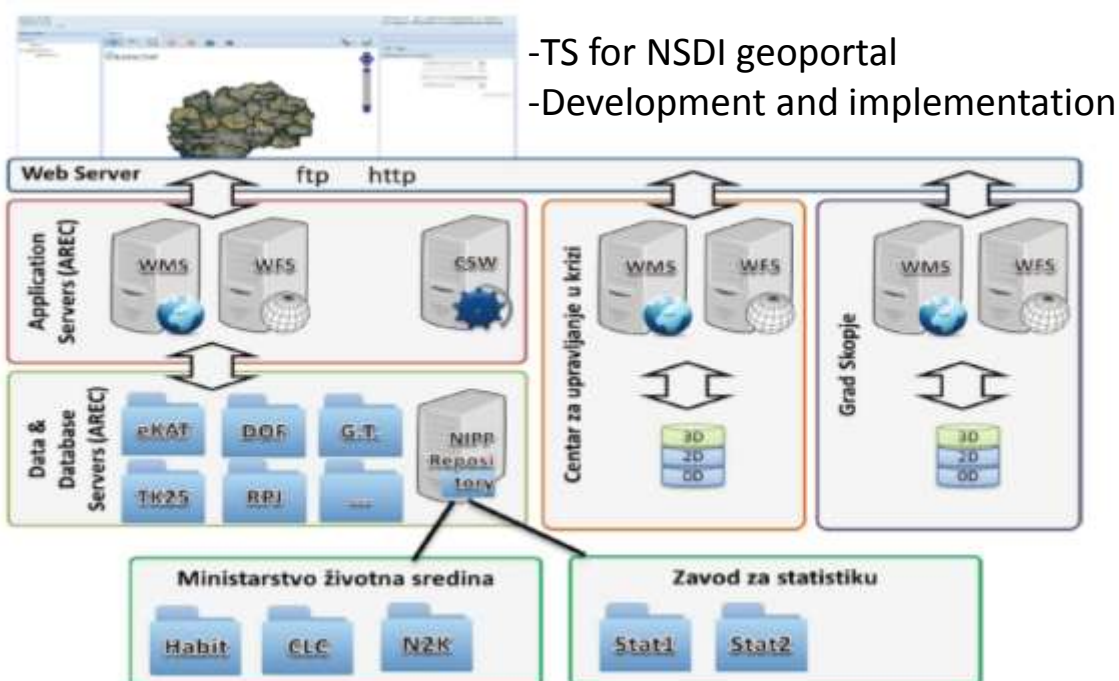 -TS for NSDI geoportal
-Development and implementation
Web Server ftp http
Application
Servers (AREC)
WMS
WFS
CSW
Centar za upravljanje u krizi
WMS
WFS
3D
2D
0D
Grad Skopje
WMS
WFS
3D
2D
0D
Data &
Database
Servers (AREC)
eKAT
DOF
G.T.
TK25
RPJ
...
NIPP
Reposi
tory
Ministarstvo životna sredina
Habit
CLC
N2K
Zavod za statistiku
Stat1
Stat2